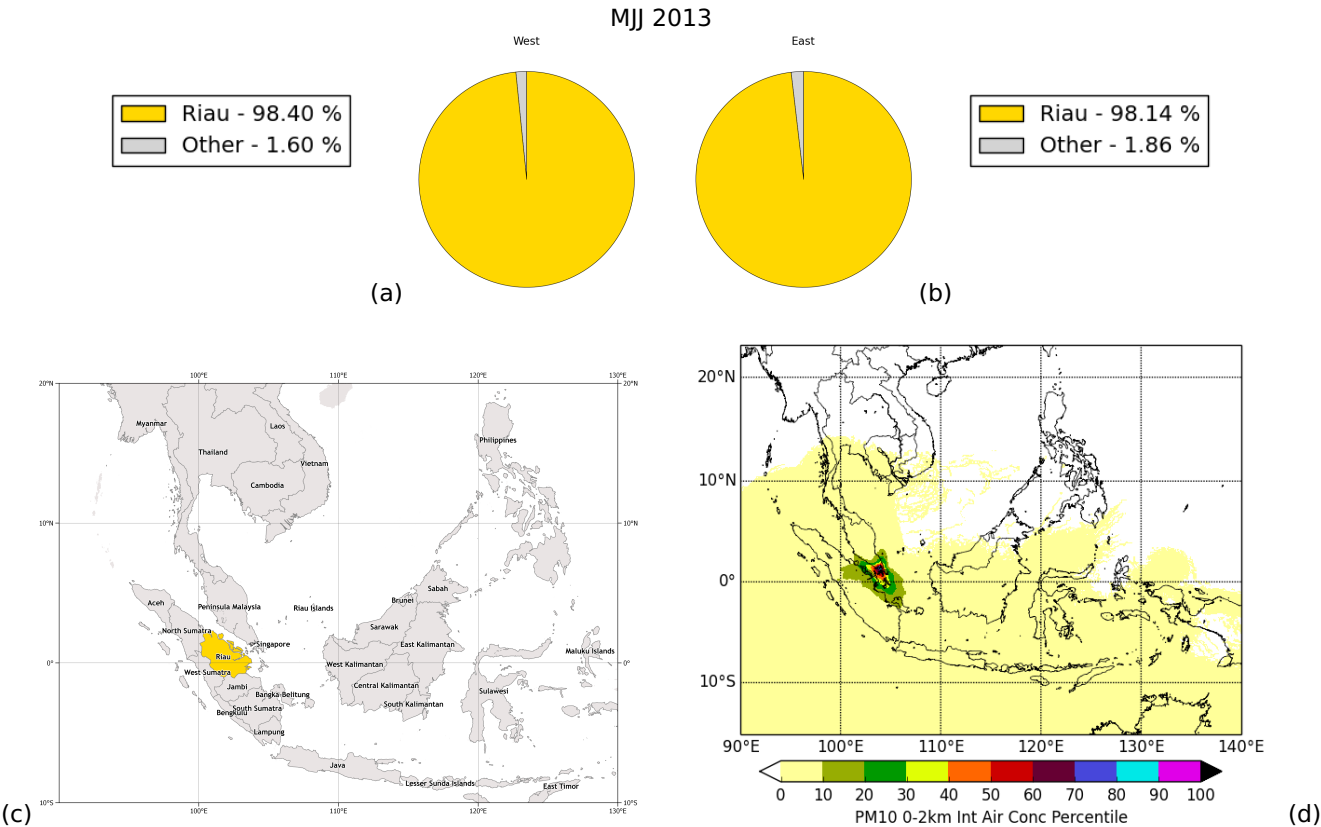 MJJ 2013
West
East
Riau - 98.40 %
Other - 1.60 %
Riau - 98.14 %
Other - 1.86 %
(a)
(b)
100°E
110°E
120°E
130°E
20°N
20°N
Myanmar
Laos
Thailand
Philippines
Vietnam
Cambodia
10°N
10°N
Sabah
Aceh
Peninsula Malaysia
Riau Islands
Brunei
North Sumatra
Sarawak
Singapore
East Kalimantan
Maluku Islands
Riau
0°
0°
West Kalimantan
West Sumatra
Jambi
Central Kalimantan
Bangka-Belitung
Sulawesi
South Sumatra
South Kalimantan
Bengkulu
Lampung
Java
Lesser Sunda Islands
East Timor
10°S
10°S
100°E
110°E
120°E
130°E
(c)
20°N
10°N
0°
10°S
90°E
100°E
110°E
120°E
130°E
140°E
0 10 20 30 40 50 60 70 80 90 100
PM10 0-2km Int Air Conc Percentile
(d)